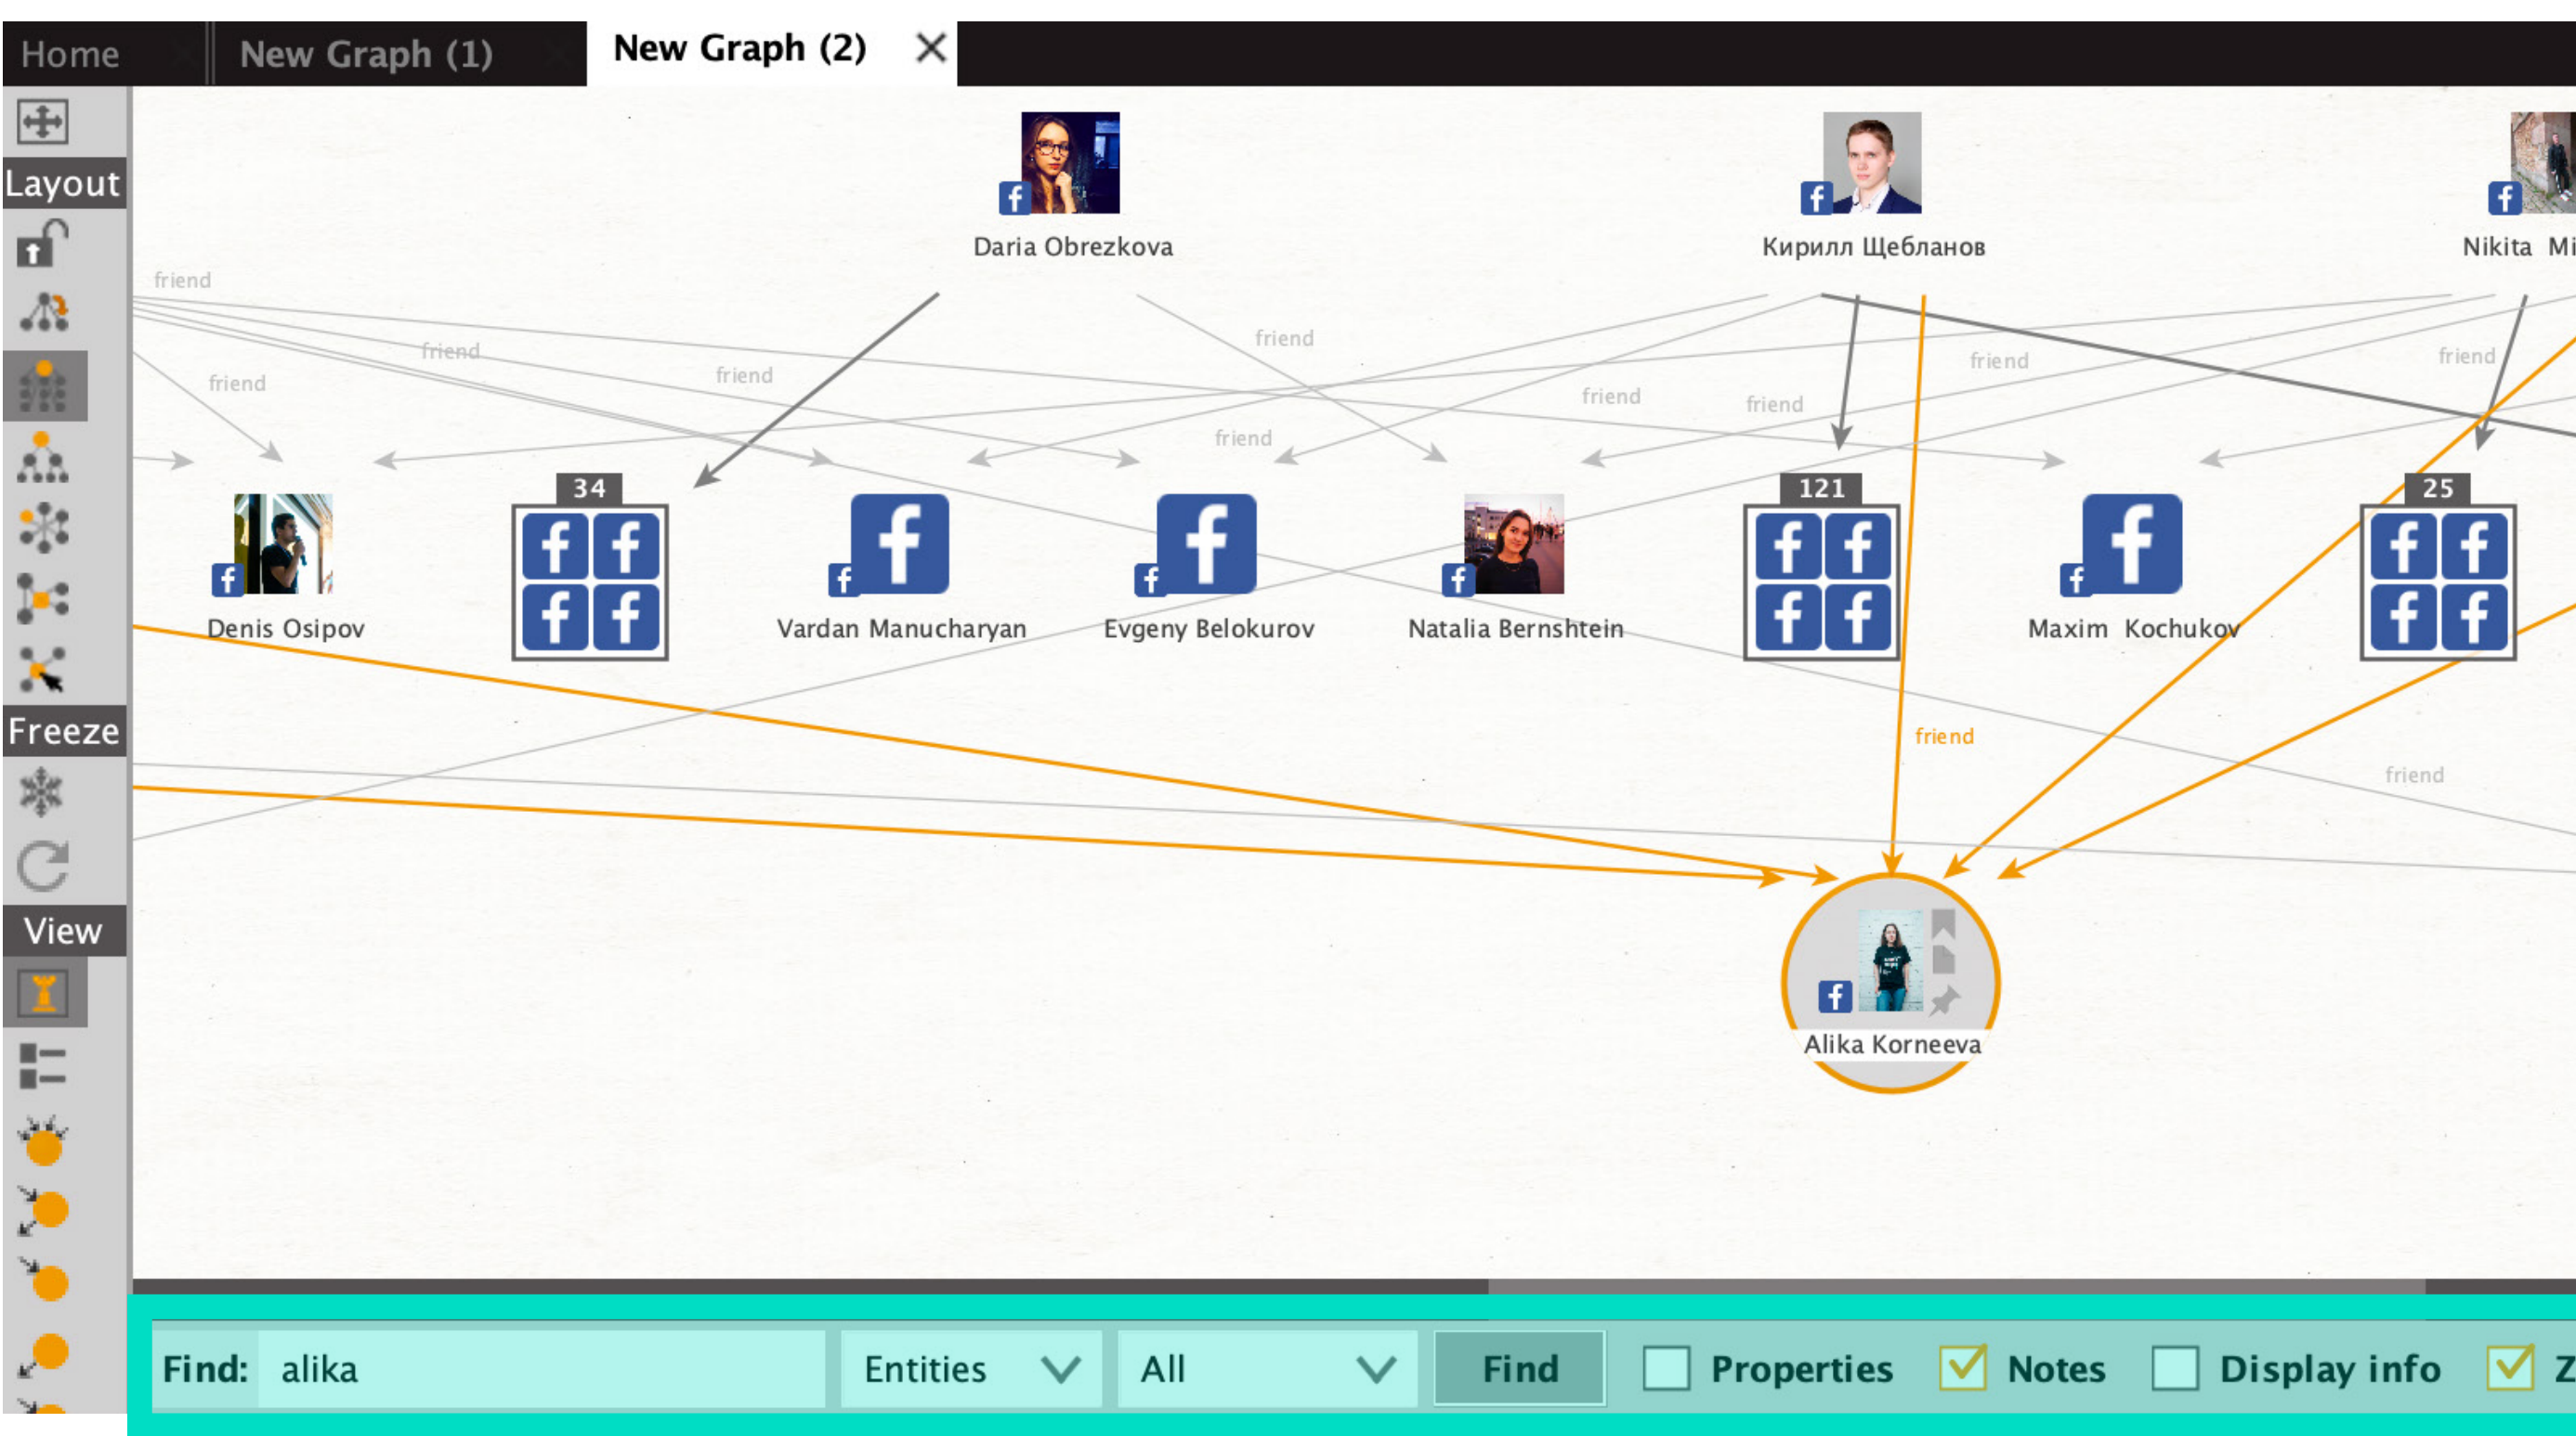 Home
New Graph (1)
New Graph (2)
Layout
Daria Obrezkova
Кирилл Щебланов
Nikita Mi
friend
friend
friend
friend
friend
friend
friend
friend
friend
friend
34
121
25
Denis Osipov
Vardan Manucharyan
Evgeny Belokurov
Natalia Bernshtein
Maxim Kochukov
Freeze
friend
friend
View
Alika Korneeva
Find: alika
Entities
All
Find
Properties
Notes
Display info
Z